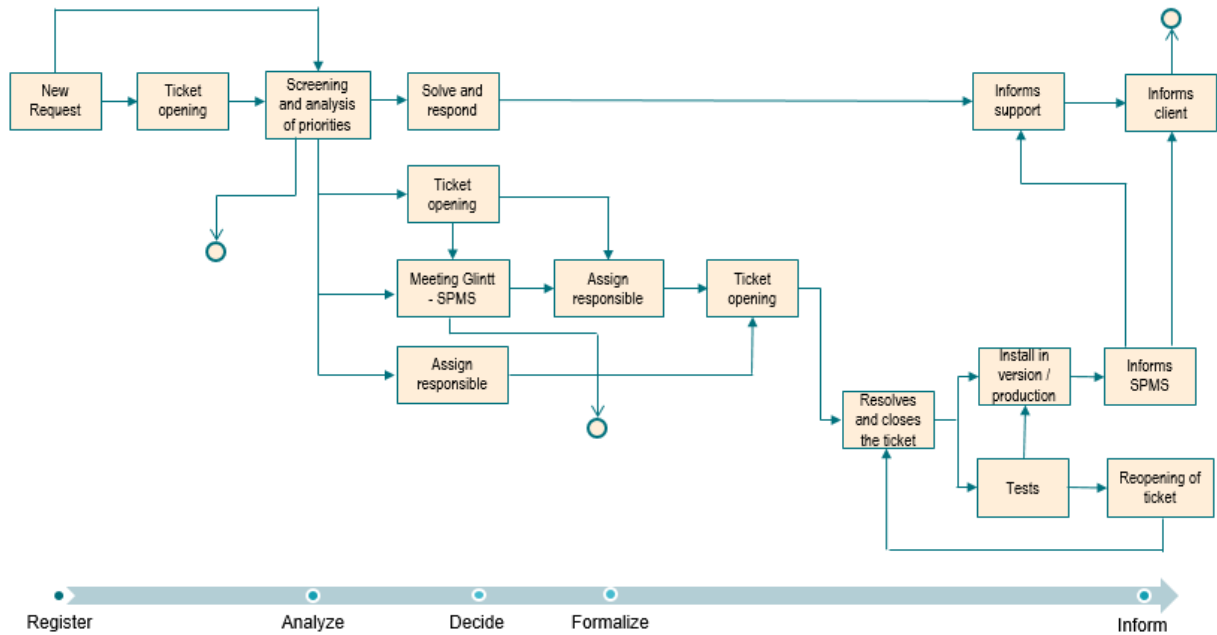 New
Request
Ticket
opening
Screening
and analysis
of priorities
Solve and
respond
Informs
support
Informs
client
Ticket
opening
Meeting Glintt
- SPMS
Assign
responsible
Ticket
opening
Assign
responsible
Install in
version /
production
Informs
SPMS
Resolves
and closes
the ticket
Tests
Reopening of
ticket
Register
Analyze
Decide
Formalize
Inform